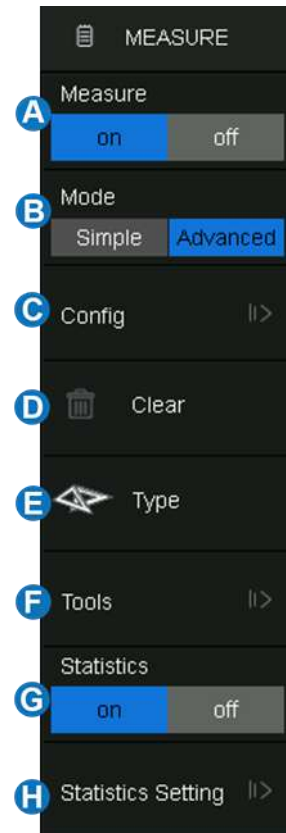 MEASURE
A Measure
on off
B Mode
Simple Advanced
C Config
D Clear
E Type
F Tools
Statistics
G on off
H Statistics Setting